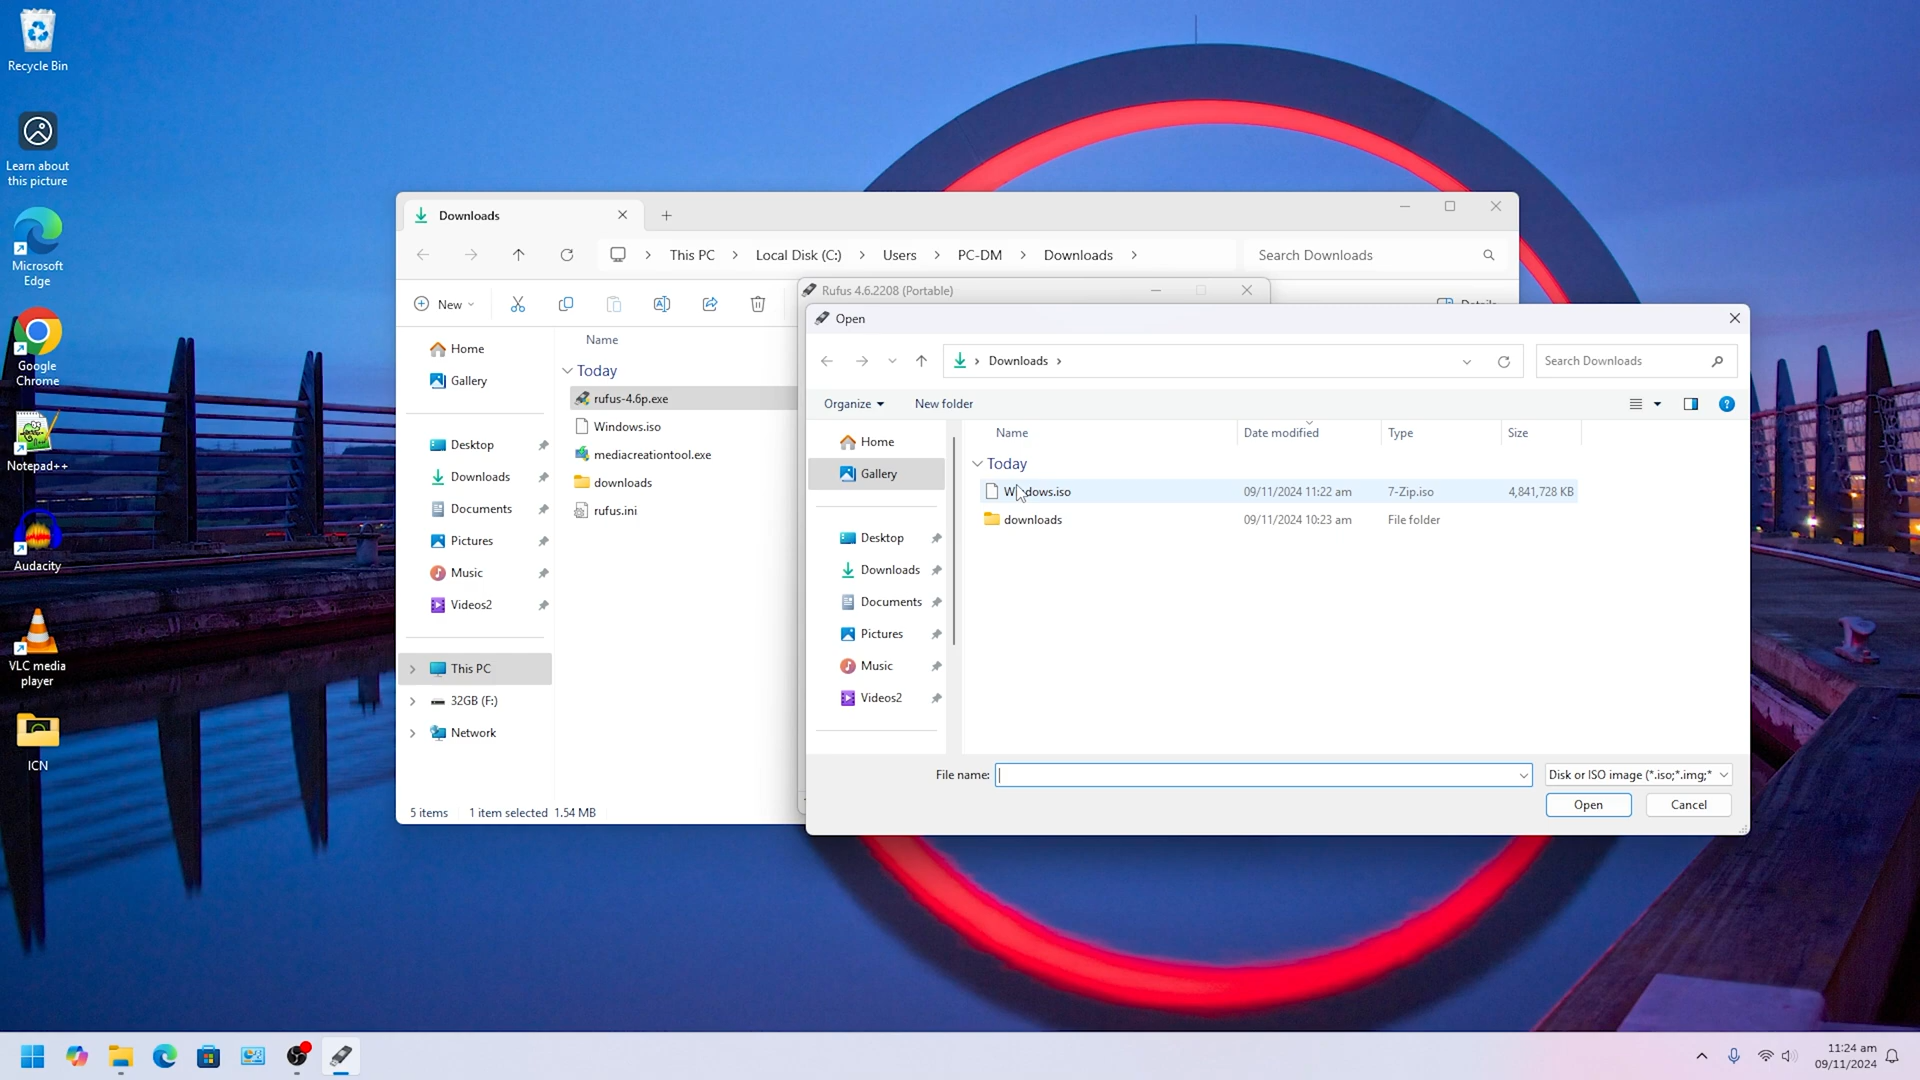 Recycle Bin
Learn about
this picture
Microsoft
Edge
Google
Chrome
Notepad++
Audacity
VLC media
player
ICN
Downloads
This PC
Local Disk (C:)
Users
PC-DM
Downloads
Search Downloads
New
Home
Gallery
Desktop
Downloads
Documents
Pictures
Music
Videos2
This PC
32GB (F:)
Network
Name
Today
rufus-4.6p.exe
Windows.iso
mediacreationtool.exe
downloads
rufus.ini
5 items
1 item selected 1.54 MB
Rufus 4.6.2208 (Portable)
Open
Downloads
Search Downloads
Organize
New folder
Home
Gallery
Desktop
Downloads
Documents
Pictures
Music
Videos2
Name Date modified Type Size
Today
Windows.iso 09/11/2024 11:22 am 7-Zip.iso 4,841,728 KB
downloads 09/11/2024 10:23 am File folder
File name:
Disk or ISO image (*.iso;*.img;*
Open
Cancel
11:24 am
09/11/2024